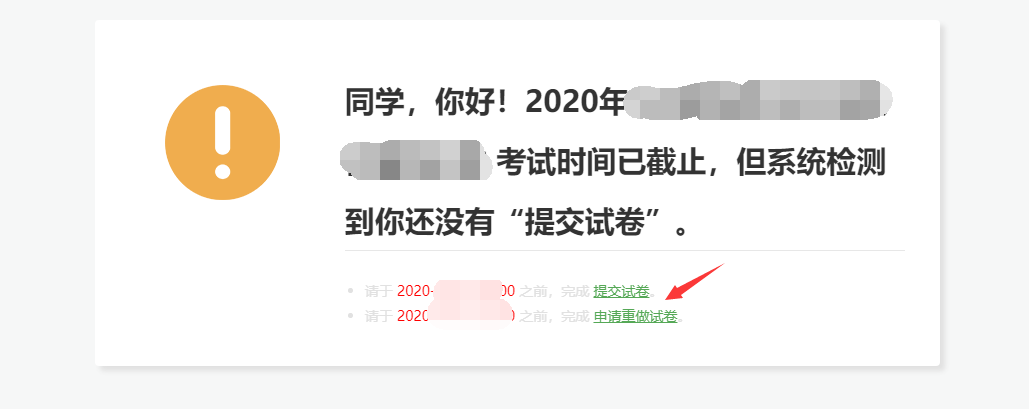 同学，你好！2020年
考试时间已截止，但系统检测
到你还没有“提交试卷”。
请于 2020- 00 之前，完成 提交试卷。
请于 2020 之前，完成 申请重做试卷。